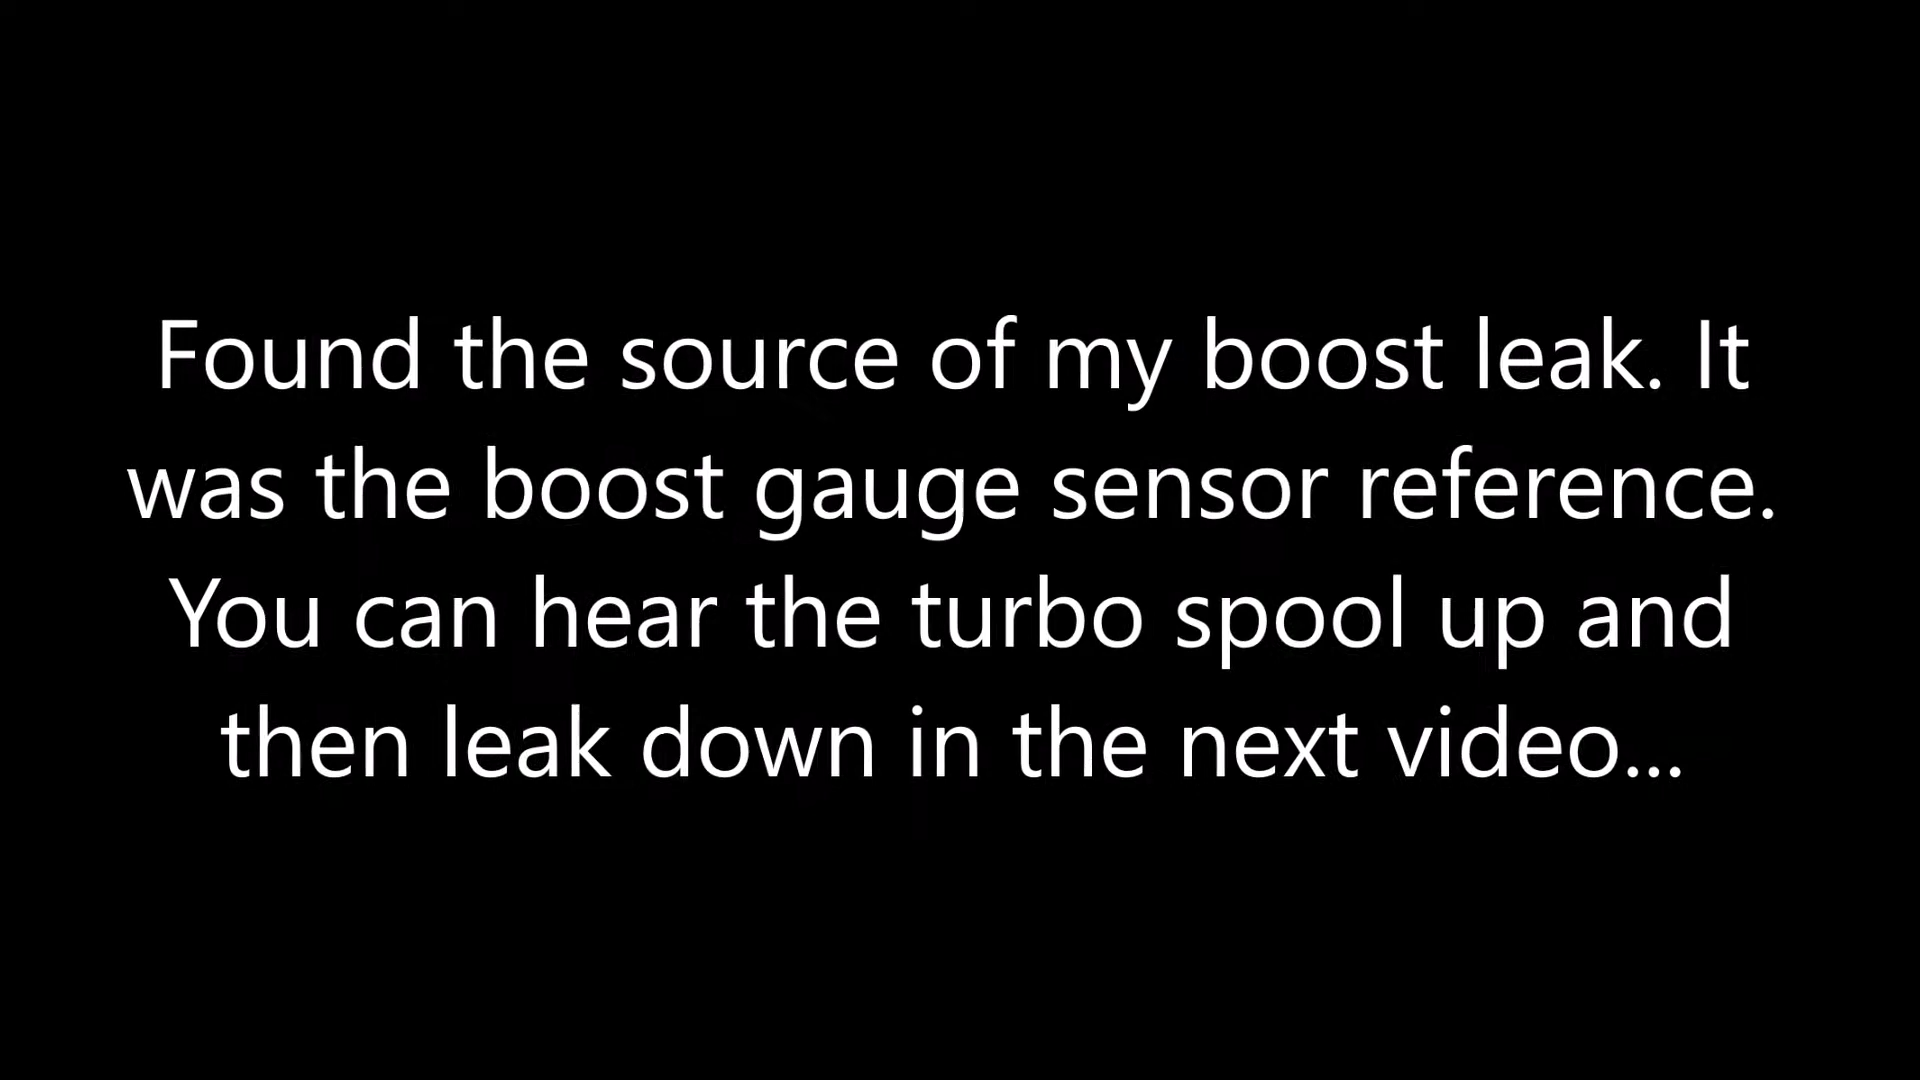 Found the source of my boost leak. It
was the boost gauge sensor reference.
You can hear the turbo spool up and
then leak down in the next video...